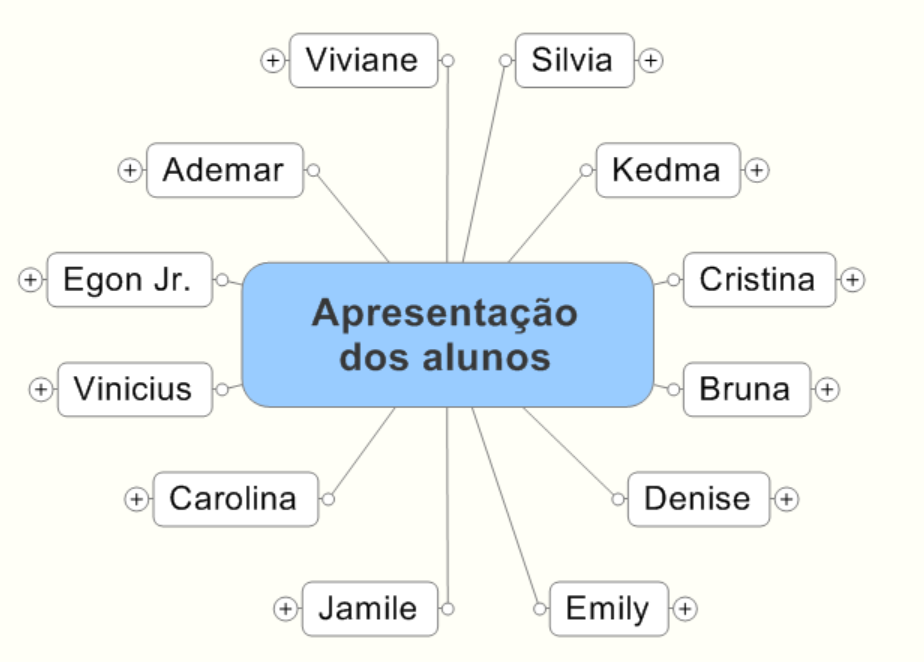 Viviane
Silvia
Ademar
Kedma
Egon Jr.
Cristina
Apresentação
dos alunos
Vinicius
Bruna
Carolina
Denise
Jamile
Emily